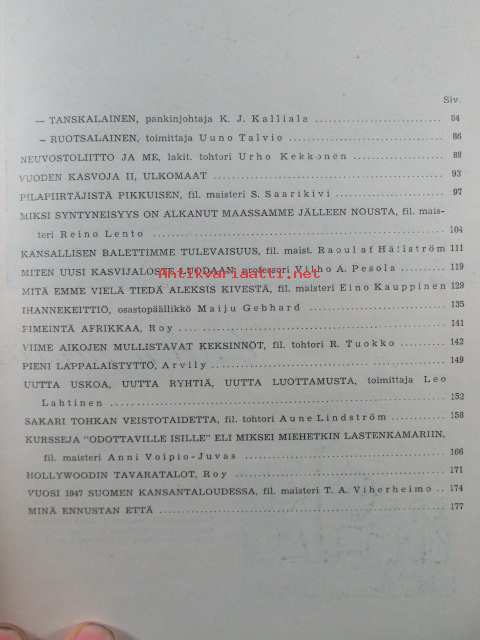 Siv.
— TANSKALAINEN, pankinjohtaja K. J. Kalliala 84
— RUOTSALAINEN, toimittaja Uuno Talvio 86
NEUVOSTOLIITTO JA ME, lakit. tohtori Urho Kekkonen 89
VUODEN KASVOJA II, ULKOMAAT 93
PILAPIIRTÄJISTÄ PIKKUISEN, fil. maisteri S. Saarikivi 97
MIKSI SYNTYNEISYYS ON ALKANUT MAASSAMME JÄLLEEN NOUSTA, fil. mais-
teri Reino Lento 104
KANSALLISEN BALETTIMME TULEVAISUUS, fil. maist. Raoul af Hällström 111
MITEN UUSI KASVIJALOSTE LUODAAN, professori Vilho A. Pesola 119
Antikvariaatti.net
MITÄ EMME VIELÄ TIEDÄ ALEKSIS KIVESTÄ, fil. maisteri Eino Kauppinen 129
IHANNEKEITTIÖ, osastopäällikkö Maiju Gebhard 135
PIMEINTÄ AFRIKKAA, Roy 141
VIIME AIKOJEN MULLISTAVAT KEKSINNÖT, fil. tohtori R. Tuokko 142
PIENI LAPPALAISTYTTÖ, Arvily 149
UUTTA USKOA, UUTTA RYHTIÄ, UUTTA LUOTTAMUSTA, toimittaja Leo
Lahtinen 152
SAKARI TOHKAN VEISTOTAIDETTA, fil. tohtori Aune Lindström 158
KURSSEJA "ODOTTAVILLE ISILLE" ELI MIKSEI MIEHETKIN LASTENKAMARIIN,
fil. maisteri Anni Voipio-Juvas 166
HOLLYWOODIN TAVARATALOT, Roy 171
VUOSI 1947 SUOMEN KANSANTALOUDESSA, fil. maisteri T. A. Viherheimo 174
MINÄ ENNUSTAN ETTÄ 177